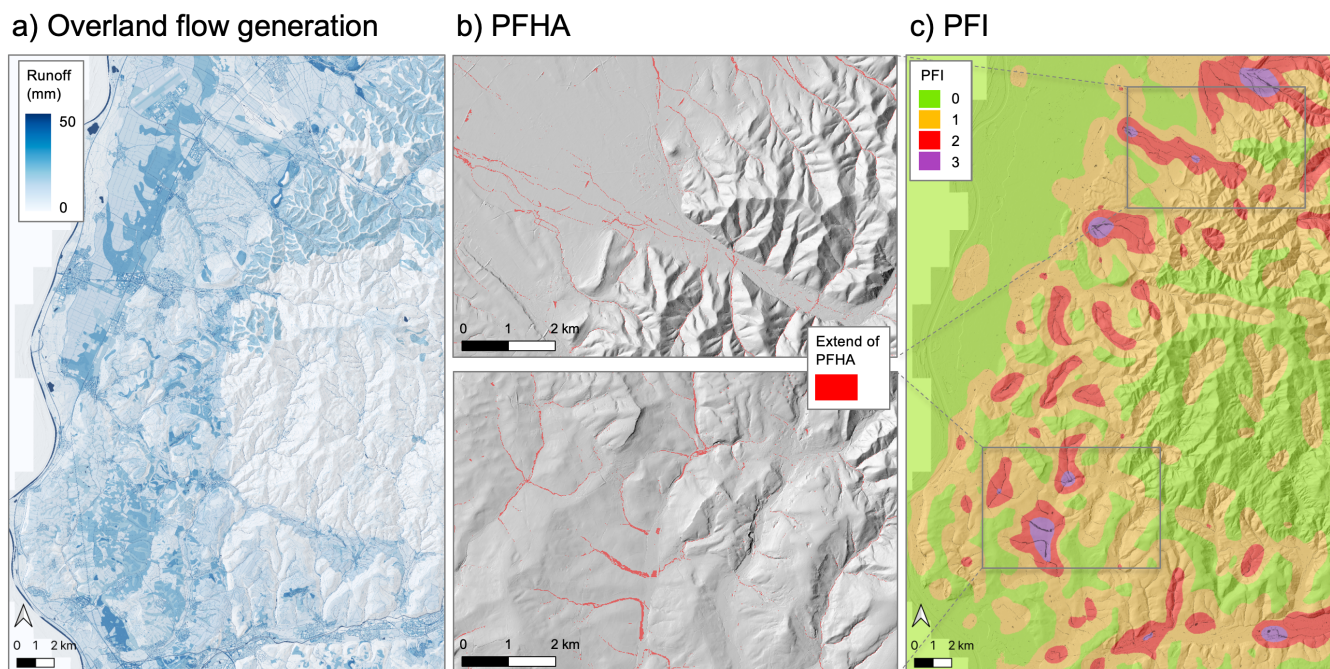 a) Overland flow generation
Runoff
(mm)
50
0
0 1 2 km
b) PFHA
0 1 2 km
Extend of
PFHA
0 1 2 km
c) PFI
PFI
0
1
2
3
0 1 2 km